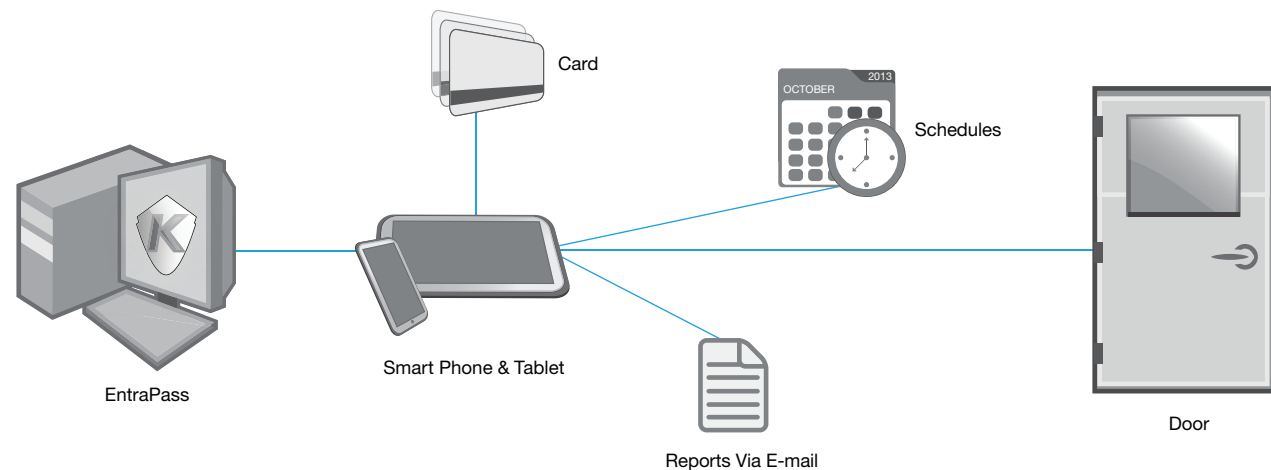 Card
2013
OCTOBER
Schedules
K
Smart Phone & Tablet
EntraPass
Door
Reports Via E-mail